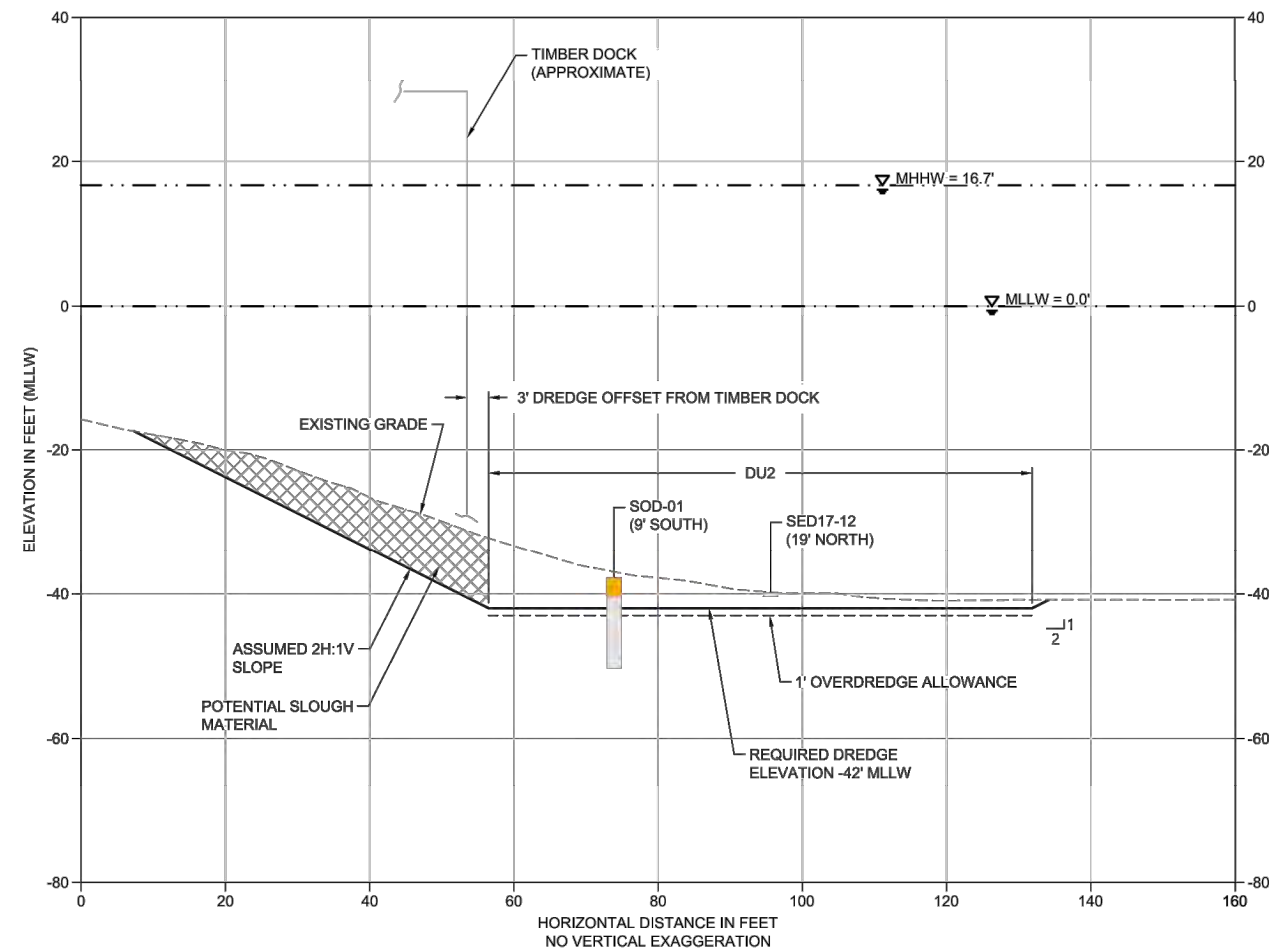 40
40
TIMBER DOCK
(APPROXIMATE)
20
20
MHHW = 16.7'
MLLW = 0.0'
0
0
ELEVATION IN FEET (MLLW)
3' DREDGE OFFSET FROM TIMBER DOCK
EXISTING GRADE
-20
-20
DU2
SOD-01
(9' SOUTH)
SED17-12
(19' NORTH)
-40
-40
1
2
ASSUMED 2H:1V
SLOPE
1' OVERDREDGE ALLOWANCE
POTENTIAL SLOUGH
MATERIAL
-60
-60
REQUIRED DREDGE
ELEVATION -42' MLLW
-80
-80
0 20 40 60 80 100 120 140 160
HORIZONTAL DISTANCE IN FEET
NO VERTICAL EXAGGERATION